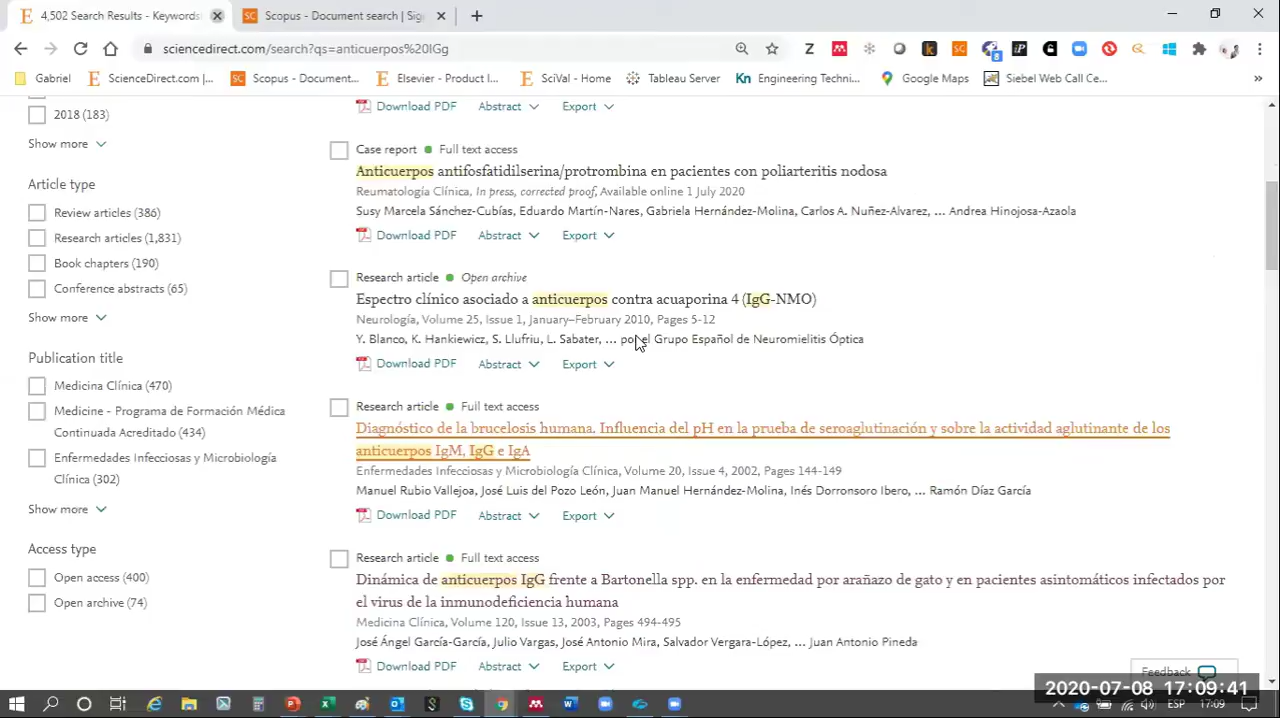 4,502 Search Results - Keywords
Scopus - Document search | Sig
sciencedirect.com/search?qs=anticuerpos%20IGg
Gabriel
ScienceDirect.com |...
Scopus - Document...
Elsevier - Product I...
SciVal - Home
Tableau Server
Engineering Techni...
Google Maps
Siebel Web Call Ce...
2018 (183)
Show more
Article type
Review articles (386)
Research articles (1,831)
Book chapters (190)
Conference abstracts (65)
Show more
Publication title
Medicina Clínica (470)
Medicine - Programa de Formación Médica
Continuada Acreditado (434)
Enfermedades Infecciosas y Microbiología
Clínica (302)
Show more
Access type
Open access (400)
Open archive (74)
Download PDF Abstract Export
Case report Full text access
Anticuerpos antifosfatidilserina/protrombina en pacientes con poliarteritis nodosa
Reumatología Clínica, In press, corrected proof, Available online 1 July 2020
Susy Marcela Sánchez-Cubías, Eduardo Martín-Nares, Gabriela Hernández-Molina, Carlos A. Nuñez-Alvarez, ... Andrea Hinojosa-Azaola
Download PDF Abstract Export
Research article Open archive
Espectro clínico asociado a anticuerpos contra acuaporina 4 (IgG-NMO)
Neurología, Volume 25, Issue 1, January–February 2010, Pages 5-12
Y. Blanco, K. Hankiewicz, S. Llufriu, L. Sabater, ... por el Grupo Español de Neuromielitis Óptica
Download PDF Abstract Export
Research article Full text access
Diagnóstico de la brucelosis humana. Influencia del pH en la prueba de seroaglutinación y sobre la actividad aglutinante de los
anticuerpos IgM, IgG e IgA
Enfermedades Infecciosas y Microbiología Clínica, Volume 20, Issue 4, 2002, Pages 144-149
Manuel Rubio Vallejoa, José Luis del Pozo León, Juan Manuel Hernández-Molina, Inés Dorronsoro Ibero, ... Ramón Díaz García
Download PDF Abstract Export
Research article Full text access
Dinámica de anticuerpos IgG frente a Bartonella spp. en la enfermedad por arañazo de gato y en pacientes asintomáticos infectados por
el virus de la inmunodeficiencia humana
Medicina Clínica, Volume 120, Issue 13, 2003, Pages 494-495
José Ángel García-García, Julio Vargas, José Antonio Mira, Salvador Vergara-López, ... Juan Antonio Pineda
Download PDF Abstract Export
Feedback
2020-07-08 17:09:41
ESP 17:09